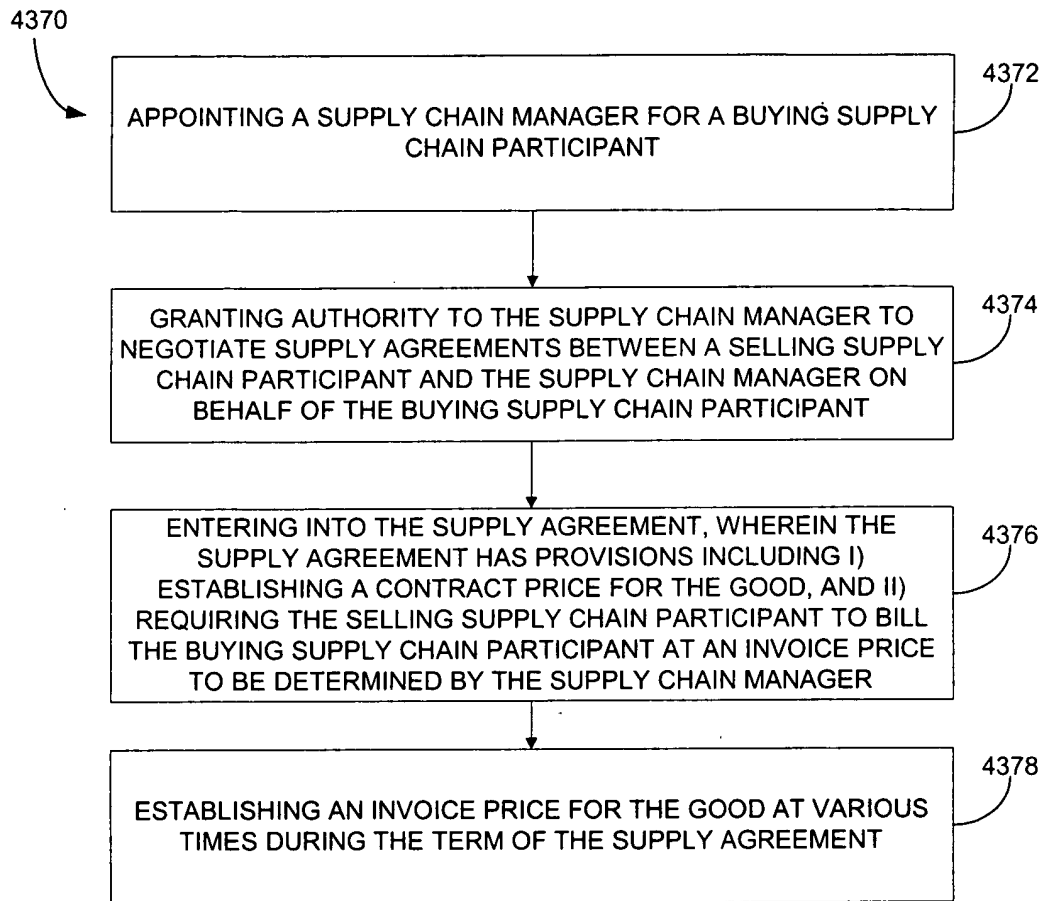 4370
4372
APPOINTING A SUPPLY CHAIN MANAGER FOR A BUYING SUPPLY
CHAIN PARTICIPANT
4374
GRANTING AUTHORITY TO THE SUPPLY CHAIN MANAGER TO
NEGOTIATE SUPPLY AGREEMENTS BETWEEN A SELLING SUPPLY
CHAIN PARTICIPANT AND THE SUPPLY CHAIN MANAGER ON
BEHALF OF THE BUYING SUPPLY CHAIN PARTICIPANT
4376
ENTERING INTO THE SUPPLY AGREEMENT, WHEREIN THE
SUPPLY AGREEMENT HAS PROVISIONS INCLUDING I)
ESTABLISHING A CONTRACT PRICE FOR THE GOOD, AND II)
REQUIRING THE SELLING SUPPLY CHAIN PARTICIPANT TO BILL
THE BUYING SUPPLY CHAIN PARTICIPANT AT AN INVOICE PRICE
TO BE DETERMINED BY THE SUPPLY CHAIN MANAGER
4378
ESTABLISHING AN INVOICE PRICE FOR THE GOOD AT VARIOUS
TIMES DURING THE TERM OF THE SUPPLY AGREEMENT